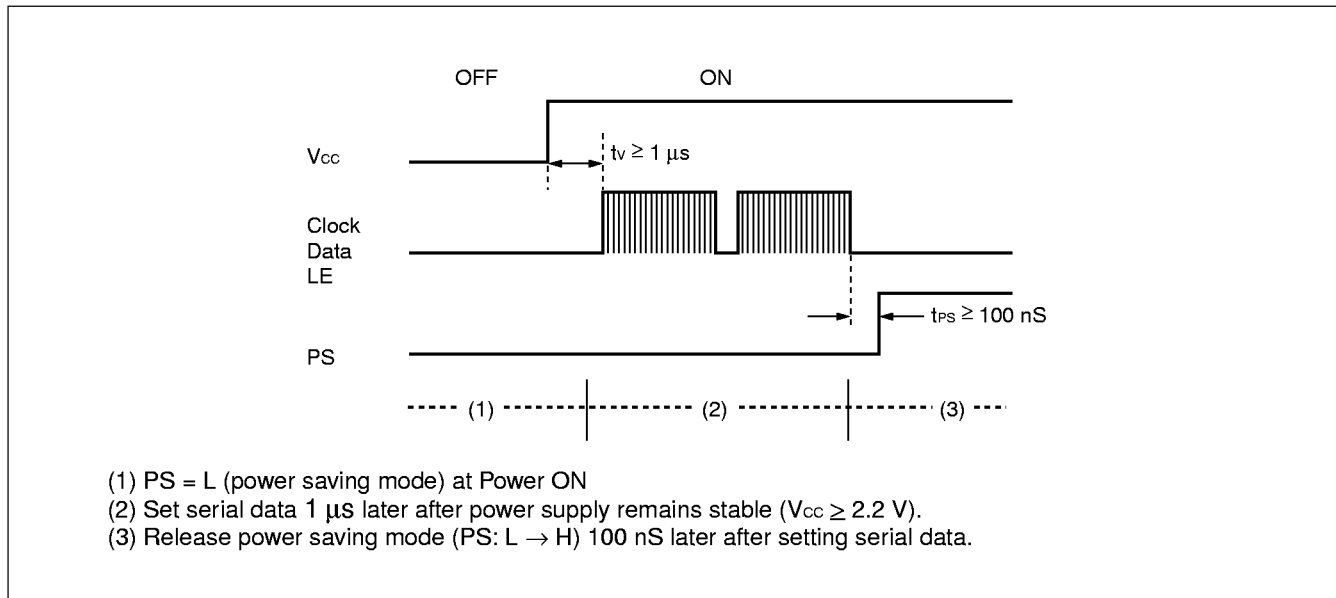 OFF ON
Vcc tv ≥ 1 μs
Clock
Data
LE
tPS ≥ 100 nS
PS
(1) (2) (3)
(1) PS = L (power saving mode) at Power ON
(2) Set serial data 1 μs later after power supply remains stable (Vcc ≥ 2.2 V).
(3) Release power saving mode (PS: L → H) 100 nS later after setting serial data.